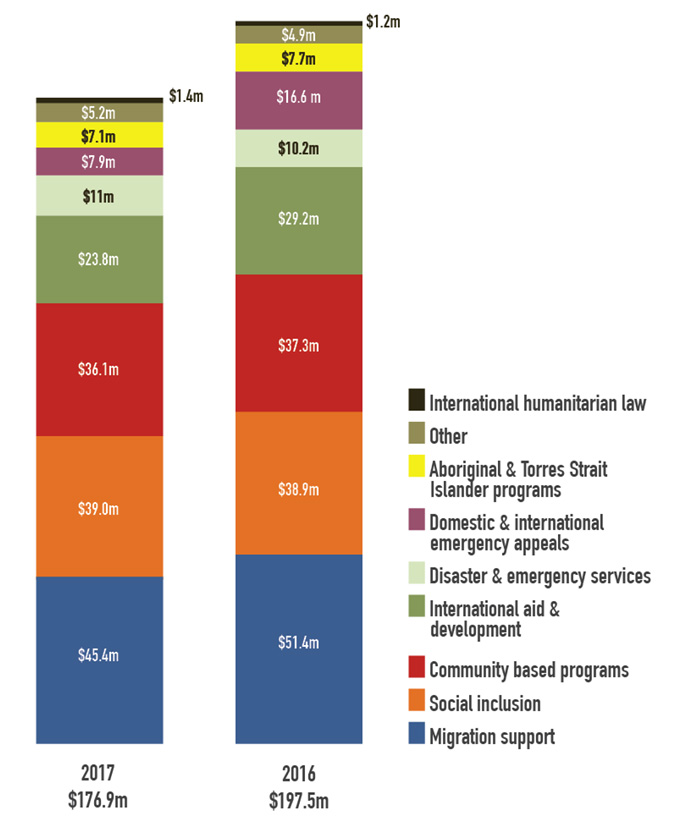 $1.4m
$5.2m
$7.1m
$7.9m
$11m
$23.8m
$36.1m
$39.0m
$45.4m
2017
$176.9m
$1.2m
$4.9m
$7.7m
$16.6 m
$10.2m
$29.2m
$37.3m
$38.9m
$51.4m
2016
$197.5m
International humanitarian law
Other
Aboriginal & Torres Strait
Islander programs
Domestic & international
emergency appeals
Disaster & emergency services
International aid &
development
Community based programs
Social inclusion
Migration support